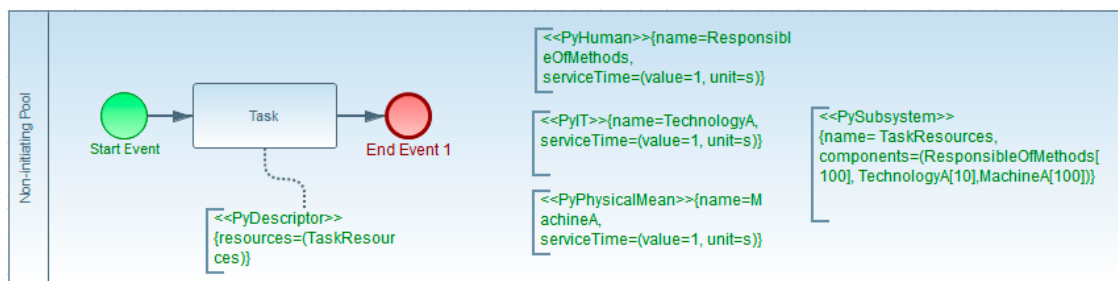 Non-initiating Pool
Start Event
Task
End Event 1
<<PyDescriptor>>
{resources=(TaskResour
ces)}
<<PyHuman>>{name=Responsibl
eOfMethods,
serviceTime=(value=1, unit=s)}
<<PyIT>>{name=TechnologyA,
serviceTime=(value=1, unit=s)}
<<PyPhysicalMean>>{name=M
achineA,
serviceTime=(value=1, unit=s)}
<<PySubsystem>>
{name= TaskResources,
components=(ResponsibleOfMethods[
100], TechnologyA[10],MachineA[100])}